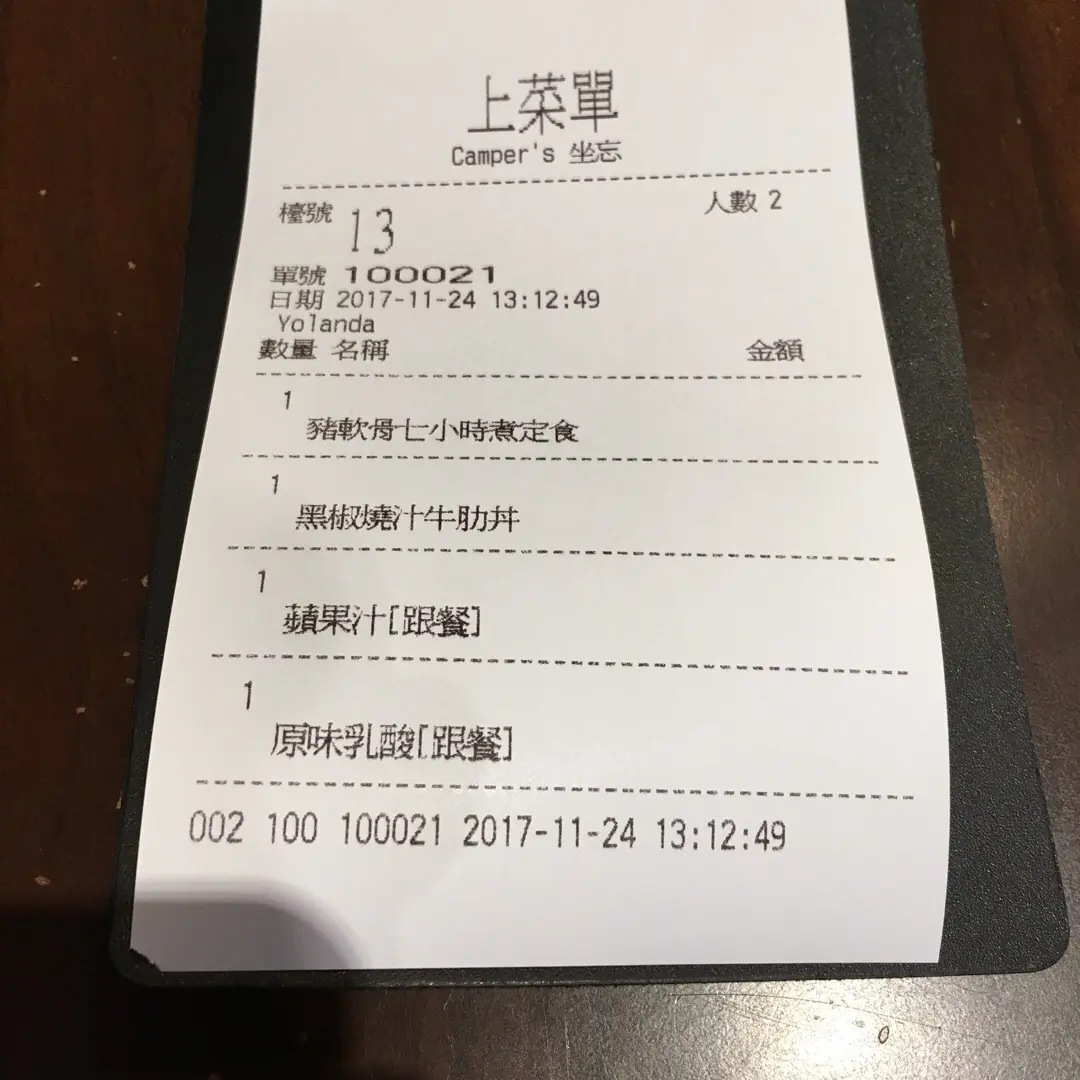 上菜單
Camper's 坐忘
檯號 13 人數 2
單號 100021
日期 2017-11-24 13:12:49
Yolanda
數量 名稱 金額
1
豬軟骨七小時煮定食
1
黑椒燒汁牛肋丼
1
蘋果汁[跟餐]
1
原味乳酸[跟餐]
002 100 100021 2017-11-24 13:12:49